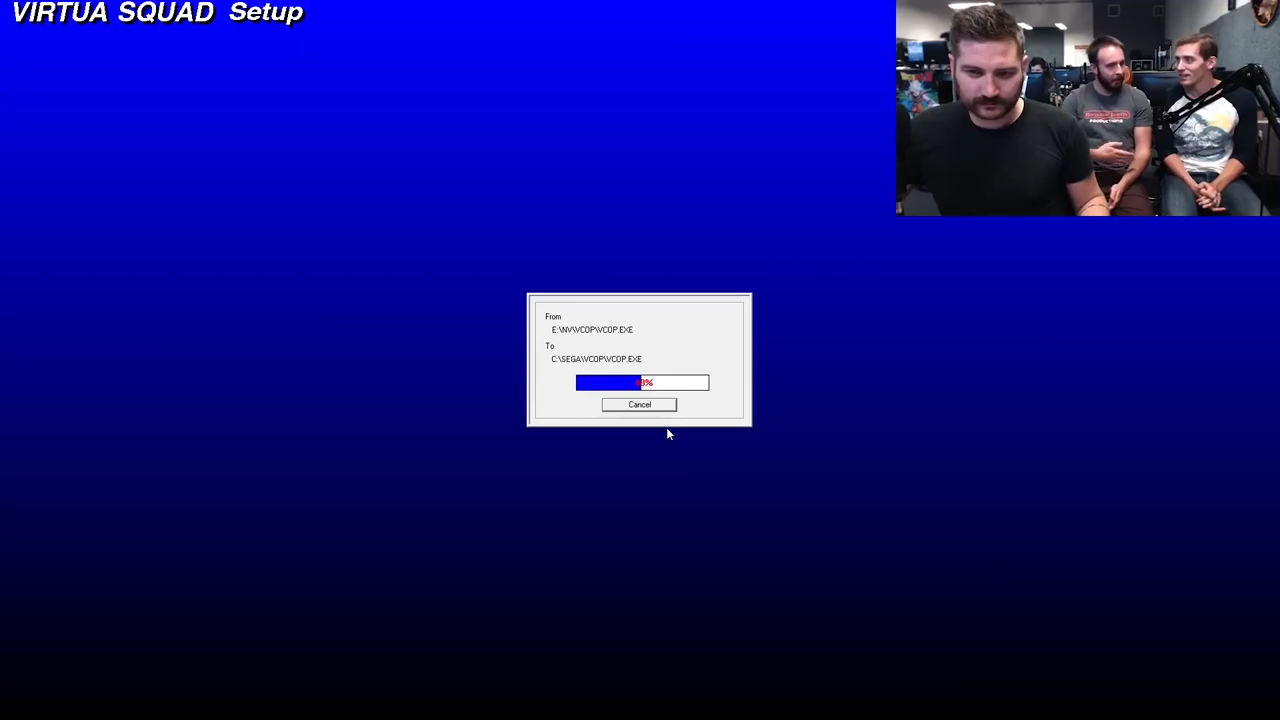 VIRTUA SQUAD Setup
From
E:\NV\VCOP\VCOP.EXE
To
C:\SEGA\VCOP\VCOP.EXE
Cancel